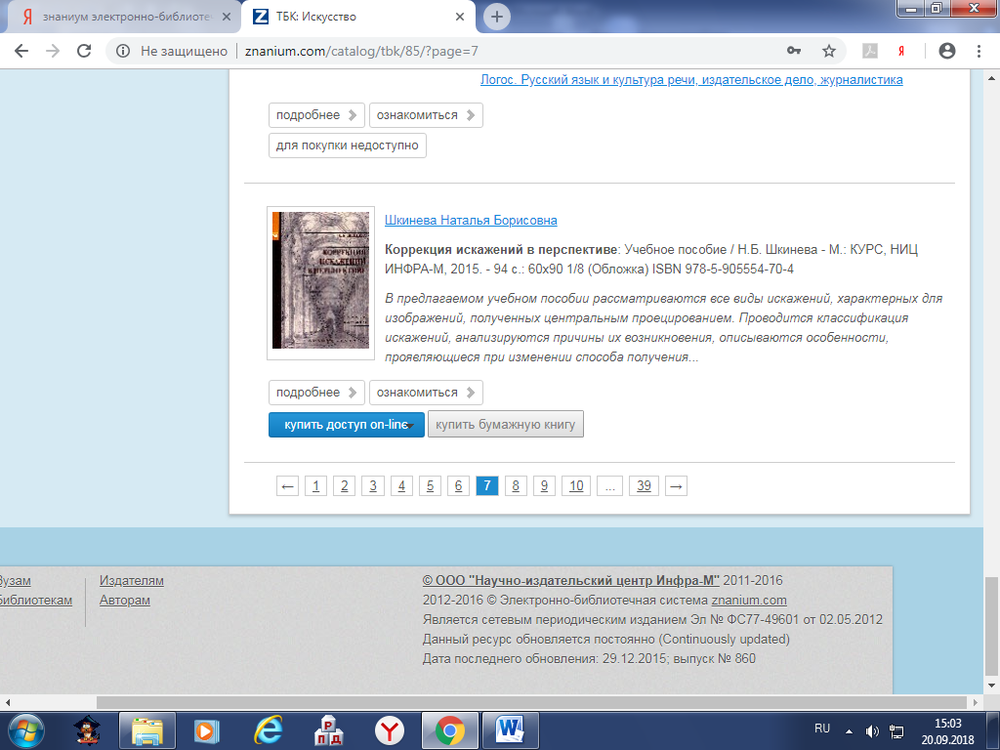 знаниум электронно-библиоте
ТБК: Искусство
Не защищено
znanium.com/catalog/tbk/85/?page=7
Логос. Русский язык и культура речи, издательское дело, журналистика
подробнее
ознакомиться
для покупки недоступно
Шкинева Наталья Борисовна
Коррекция искажений в перспективе: Учебное пособие / Н.Б. Шкинева - М.: КУРС, НИЦ
ИНФРА-М, 2015. - 94 с.: 60x90 1/8 (Обложка) ISBN 978-5-905554-70-4
В предлагаемом учебном пособии рассматриваются все виды искажений, характерных для
изображений, полученных центральным проецированием. Проводится классификация
искажений, анализируются причины их возникновения, описываются особенности,
проявляющиеся при изменении способа получения...
КОРРЕКЦИЯ
ИСКАЖЕНИЙ
В ПЕРСПЕКТИВЕ
подробнее
ознакомиться
купить доступ on-line
купить бумажную книгу
← 1 2 3 4 5 6 7 8 9 10 ... 39 →
Вузам
Библиотекам
Издателям
Авторам
© ООО "Научно-издательский центр Инфра-М" 2011-2016
2012-2016 © Электронно-библиотечная система znanium.com
Является сетевым периодическим изданием Эл № ФС77-49601 от 02.05.2012
Данный ресурс обновляется постоянно (Continuously updated)
Дата последнего обновления: 29.12.2015; выпуск № 860
RU
15:03
20.09.2018